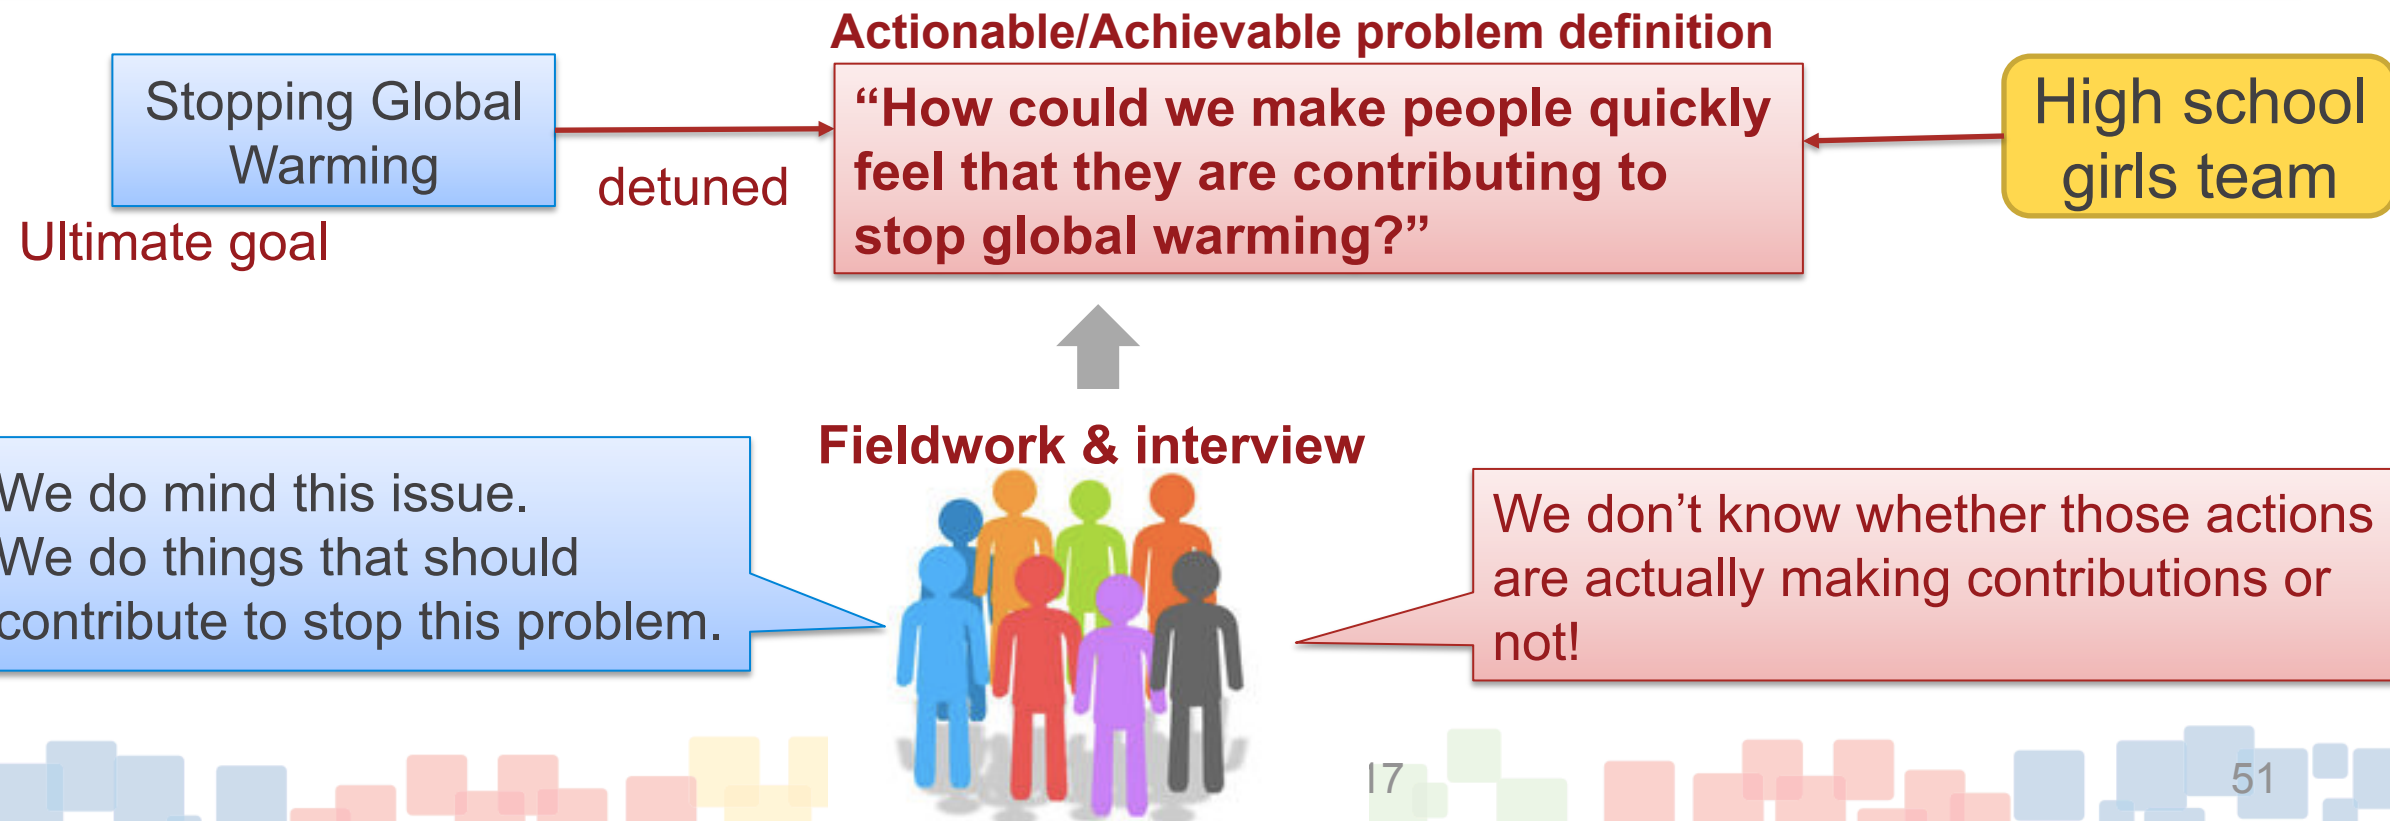 Actionable/Achievable problem definition
Stopping Global
Warming
Ultimate goal
detuned
“How could we make people quickly
feel that they are contributing to
stop global warming?”
High school
girls team
Fieldwork & interview
We do mind this issue.
We do things that should
contribute to stop this problem.
We don’t know whether those actions
are actually making contributions or
not!
17
51